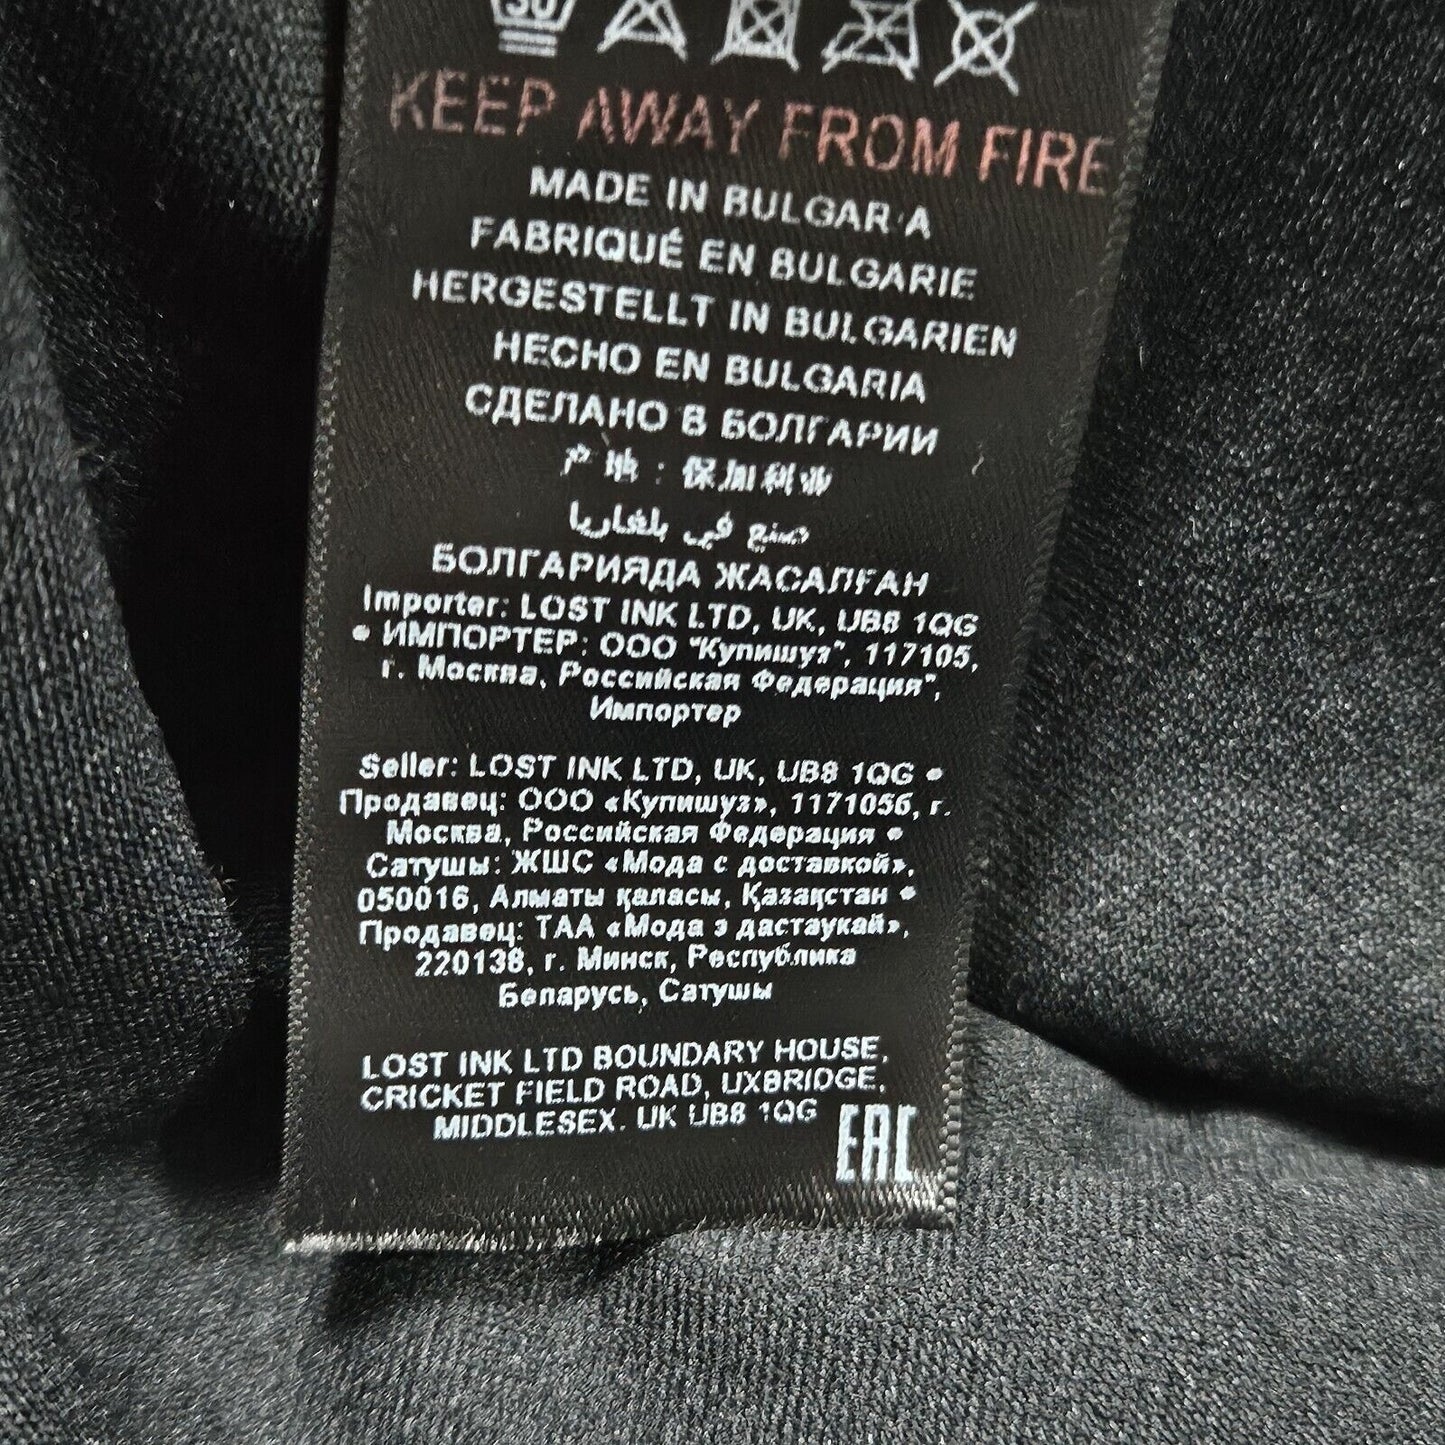 30
KEEP AWAY FROM FIRE
MADE IN BULGAR A
FABRIQUÉ EN BULGARIE
HERGESTELLT IN BULGARIEN
HECHO EN BULGARIA
СДЕЛАНО В БОЛГАРИИ
产地 : 保加利业
صنع في بلغاريا
БОЛГАРИЯДА ЖАСАЛҒАН
Importer: LOST INK LTD, UK, UB8 1QG
• ИМПОРТЕР: ООО "Купишуз", 117105,
г. Москва, Российская Федерация",
Импортер
Seller: LOST INK LTD, UK, UB8 1QG •
Продавец: ООО «Купишуз», 1171056, г.
Москва, Российская Федерация •
Сатушы: ЖШС «Мода с доставкой»,
050016, Алматы қаласы, Қазақстан •
Продавец: ТАА «Мода з дастаукай»,
220138, г. Минск, Республика
Беларусь, Сатушы
LOST INK LTD BOUNDARY HOUSE,
CRICKET FIELD ROAD, UXBRIDGE,
MIDDLESEX. UK UB8 1QG
EAC